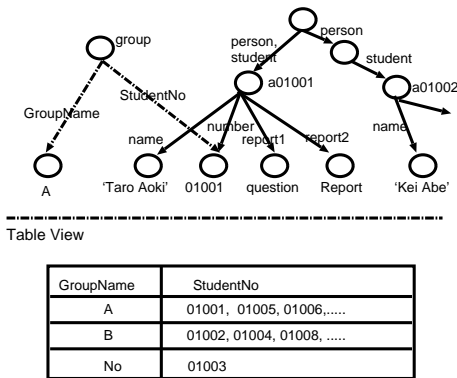 group
person,
student
person
student
a01001
a01002
GroupName
StudentNo
name
number
report1
report2
name
A
‘Taro Aoki’
01001
question
Report
‘Kei Abe’
Table View
GroupName StudentNo
A 01001, 01005, 01006,.....
B 01002, 01004, 01008, .....
No 01003